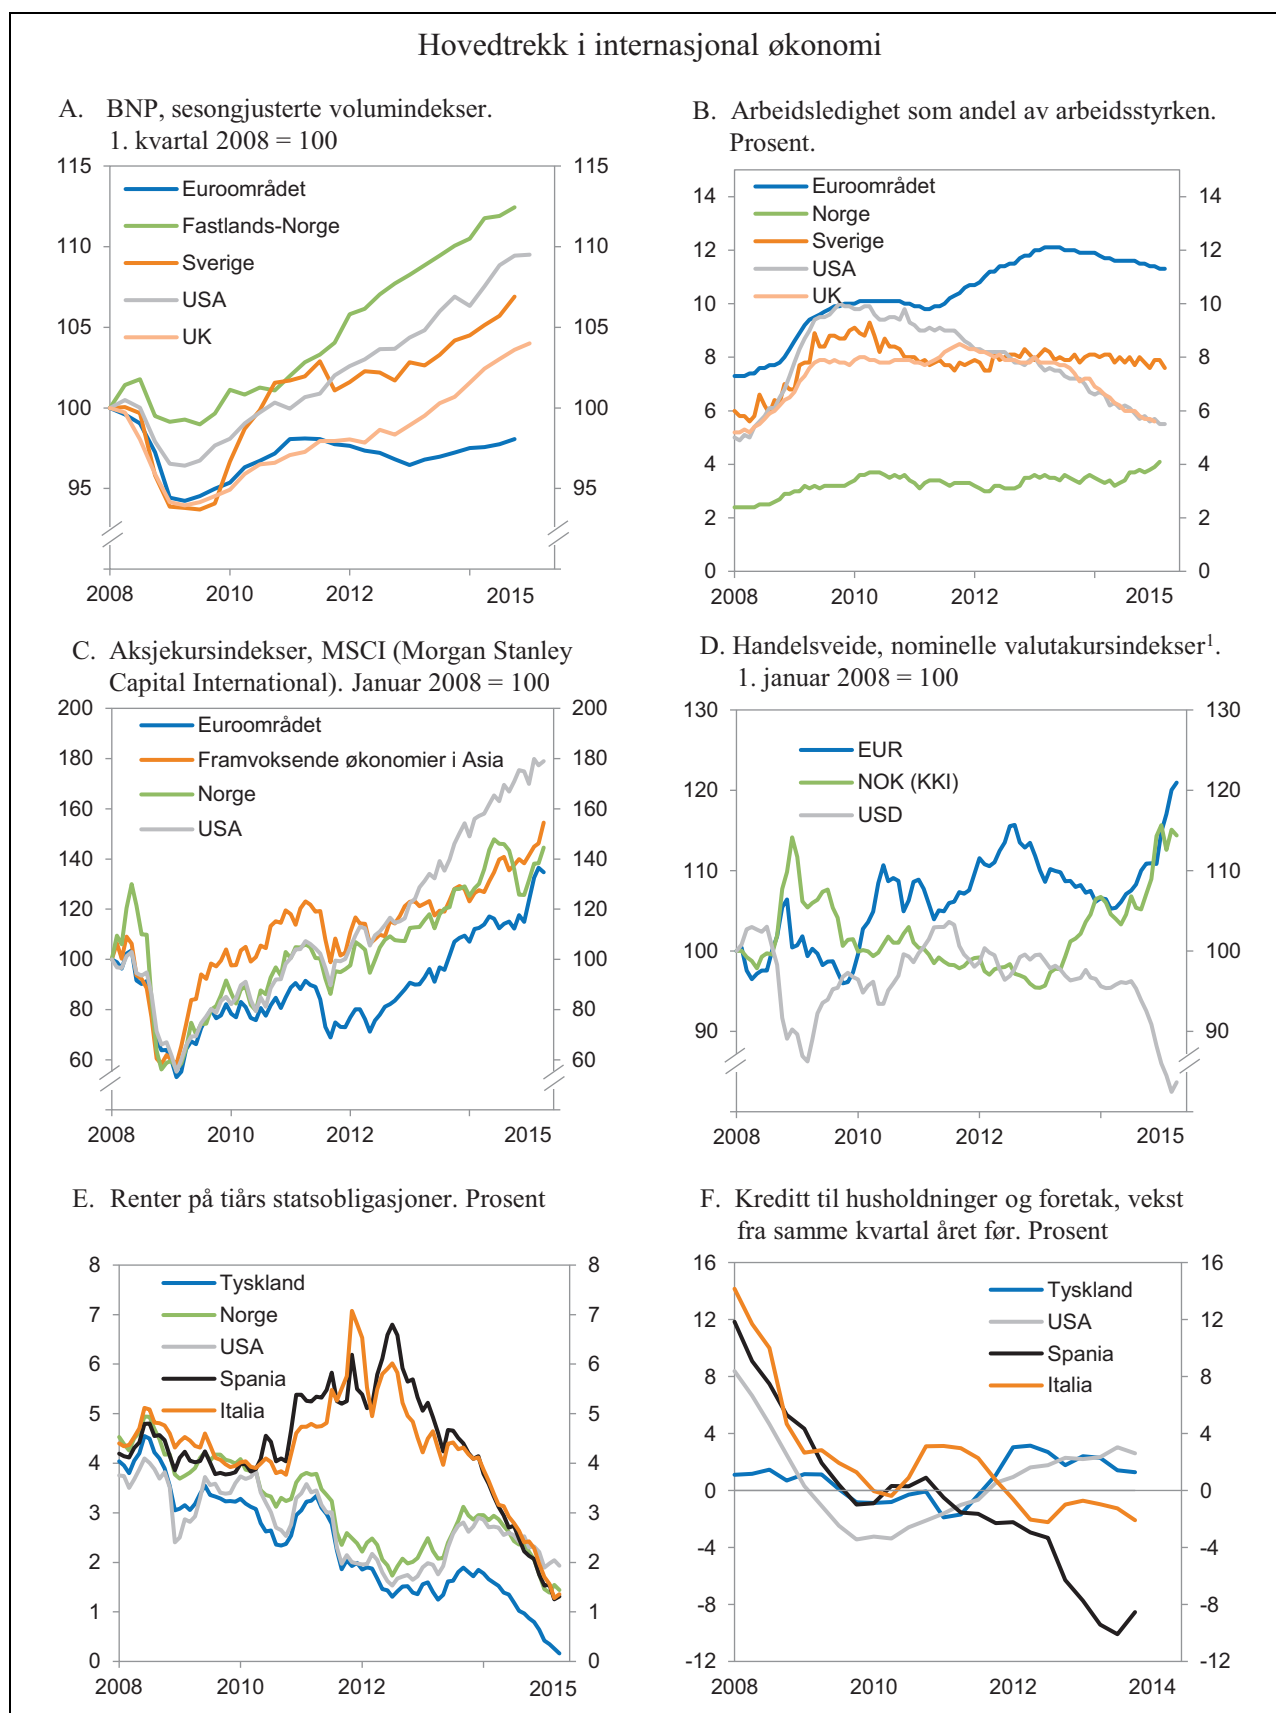 Hovedtrekk i internasjonal økonomi
A. BNP, sesongjusterte volumindekser.
1. kvartal 2008 = 100
115
110
105
100
95
115
110
105
100
95
Euroområdet
Fastlands-Norge
Sverige
USA
UK
2008
2010
2012
2015
B. Arbeidsledighet som andel av arbeidsstyrken.
Prosent.
14
12
10
8
6
4
2
0
14
12
10
8
6
4
2
0
Euroområdet
Norge
Sverige
USA
UK
2008
2010
2012
2015
C. Aksjekursindekser, MSCI (Morgan Stanley
Capital International). Januar 2008 = 100
200
180
160
140
120
100
80
60
200
180
160
140
120
100
80
60
Euroområdet
Framvoksende økonomier i Asia
Norge
USA
2008
2010
2012
2015
D. Handelsveide, nominelle valutakursindekser¹.
1. januar 2008 = 100
130
120
110
100
90
130
120
110
100
90
EUR
NOK (KKI)
USD
2008
2010
2012
2015
E. Renter på tiårs statsobligasjoner. Prosent
8
7
6
5
4
3
2
1
0
8
7
6
5
4
3
2
1
0
Tyskland
Norge
USA
Spania
Italia
2008
2010
2012
2015
F. Kreditt til husholdninger og foretak, vekst
fra samme kvartal året før. Prosent
16
12
8
4
0
-4
-8
-12
16
12
8
4
0
-4
-8
-12
Tyskland
USA
Spania
Italia
2008
2010
2012
2014